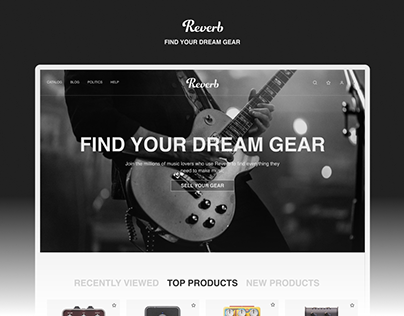 Reverb
FIND YOUR DREAM GEAR
CATALOG BLOG POLITICS HELP
Reverb
FIND YOUR DREAM GEAR
Join the millions of music lovers who use Reverb to find everything they
need to make music
SELL YOUR GEAR
RECENTLY VIEWED TOP PRODUCTS NEW PRODUCTS